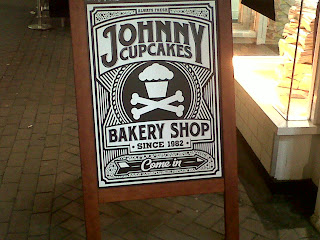 ALWAYS FRESH
JOHNNY
CUPCAKES
BAKERY SHOP
SINCE 1982
Come in